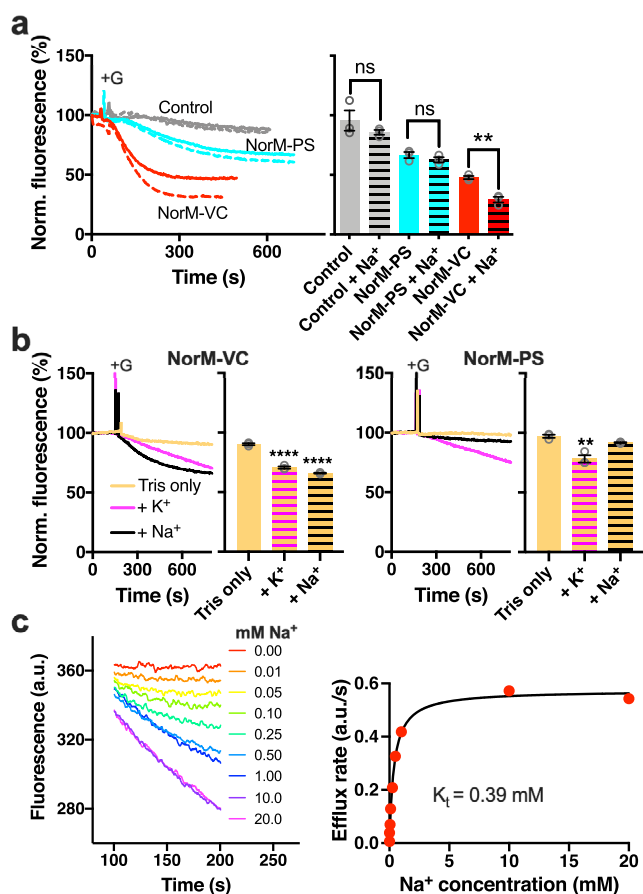 a
Norm. fluorescence (%)
150
100
50
0
+G
Control
NorM-PS
NorM-VC
0
300
600
Time (s)
ns
ns
**
Control
Control + Na⁺
NorM-PS
NorM-PS + Na⁺
NorM-VC
NorM-VC + Na⁺
b
NorM-VC
Norm. fluorescence (%)
150
100
50
0
+G
Tris only
+ K⁺
+ Na⁺
0
300
600
Time (s)
**** ****
Tris only
+ K⁺
+ Na⁺
NorM-PS
150
100
50
0
+G
0
300
600
Time (s)
**
Tris only
+ K⁺
+ Na⁺
c
Fluorescence (a.u.)
360
320
280
100
150
200
250
Time (s)
mM Na⁺
0.00
0.01
0.05
0.10
0.25
0.50
1.00
10.0
20.0
Efflux rate (a.u./s)
0.6
0.4
0.2
0.0
Kₜ = 0.39 mM
0
5
10
15
20
Na⁺ concentration (mM)